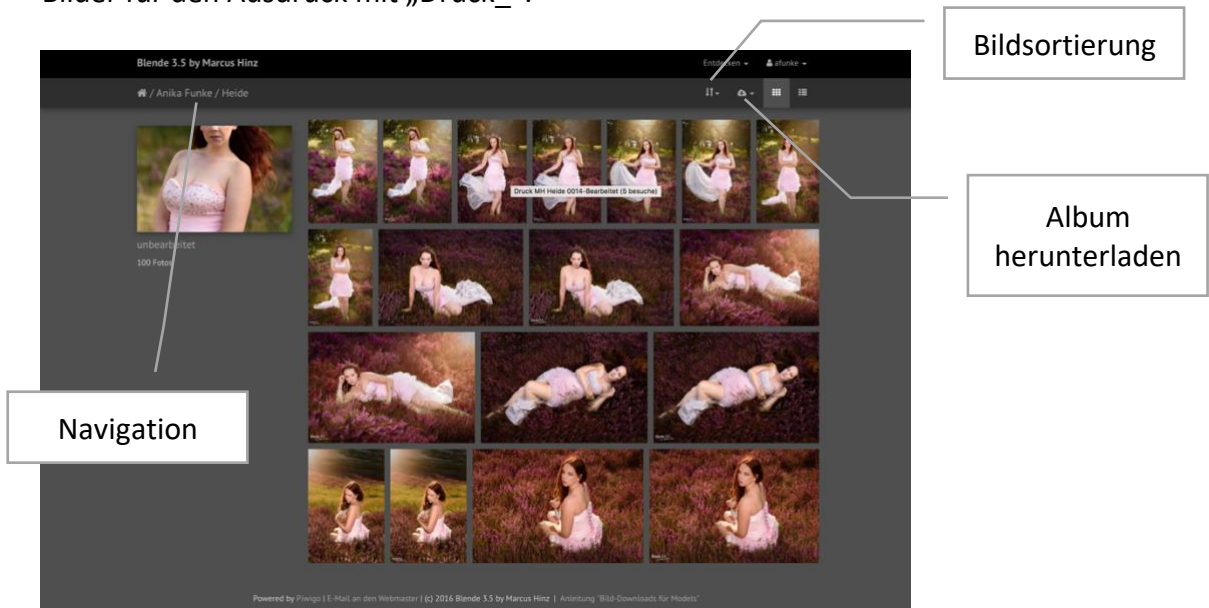 Bilder für den Ausdruck mit „Druck_“.
Bildsortierung
Blende 3.5 by Marcus Hinz
Entdecken
afunke
/ Anika Funke / Heide
Druck MH Heide 0014-Bearbeitet (5 besuche)
unbearbeitet
100 Fotos
Album
herunterladen
Navigation
Powered by Piwigo | E-Mail an den Webmaster | (c) 2016 Blende 3.5 by Marcus Hinz | Anleitung "Bild-Downloads für Models"